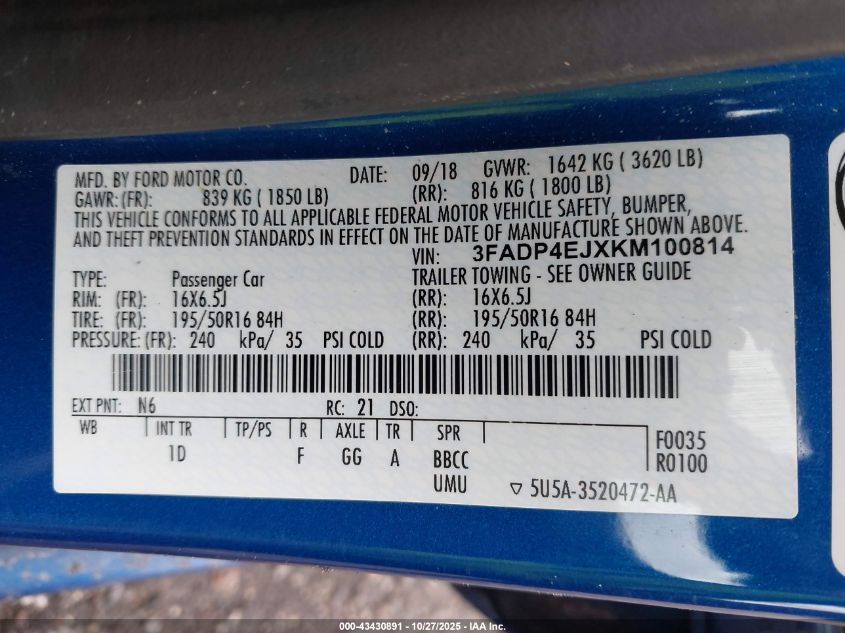 MFD. BY FORD MOTOR CO. DATE: 09/18 GVWR: 1642 KG ( 3620 LB)
GAWR: (FR): 839 KG ( 1850 LB) (RR): 816 KG ( 1800 LB)
THIS VEHICLE CONFORMS TO ALL APPLICABLE FEDERAL MOTOR VEHICLE SAFETY, BUMPER,
AND THEFT PREVENTION STANDARDS IN EFFECT ON THE DATE OF MANUFACTURE SHOWN ABOVE.
VIN: 3FADP4EJXKM100814
TYPE: Passenger Car TRAILER TOWING - SEE OWNER GUIDE
RIM: (FR): 16X6.5J (RR): 16X6.5J
TIRE: (FR): 195/50R16 84H (RR): 195/50R16 84H
PRESSURE: (FR): 240 kPa/ 35 PSI COLD (RR): 240 kPa/ 35 PSI COLD
EXT PNT: N6 RC: 21 DSO:
WB INT TR TP/PS R AXLE TR SPR F0035
1D F GG A BBCC R0100
UMU ▽ 5U5A-3520472-AA
000-43430891 | 10/27/2025 | IAA Inc.